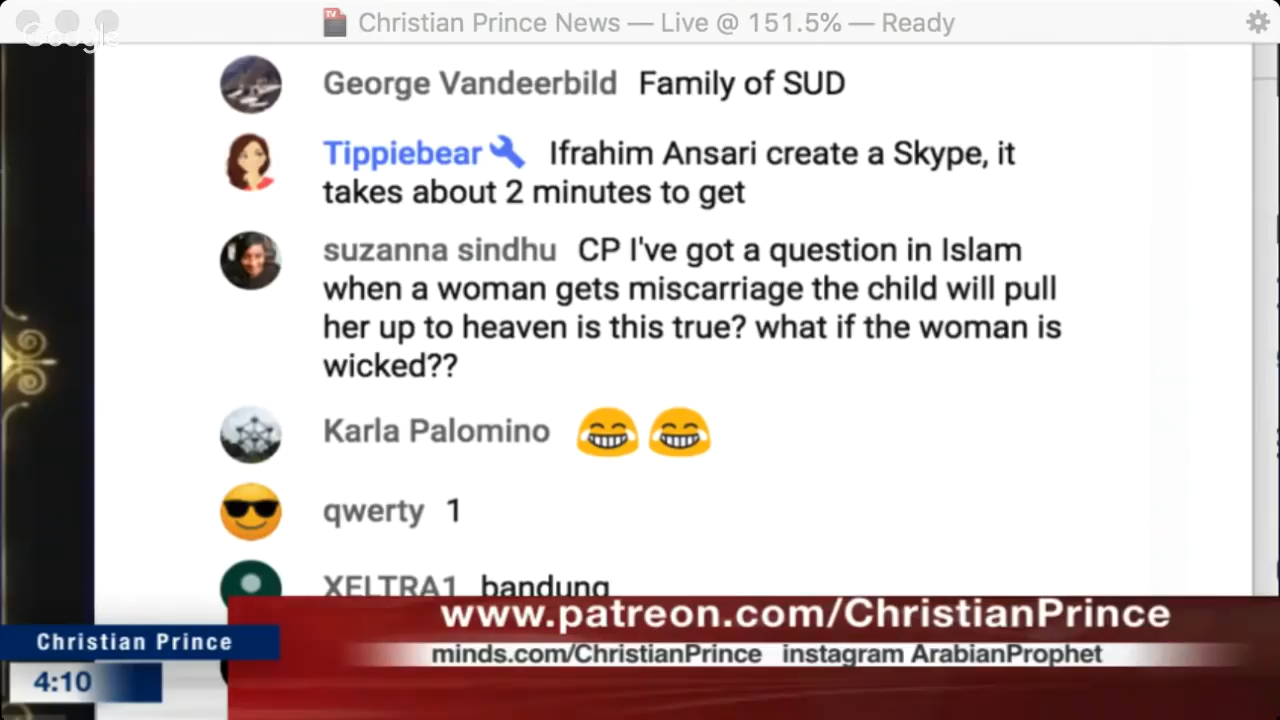 Christian Prince News — Live @ 151.5% — Ready
Google
George Vandeerbild Family of SUD
Tippiebear Ifrahim Ansari create a Skype, it
takes about 2 minutes to get
suzanna sindhu CP I've got a question in Islam
when a woman gets miscarriage the child will pull
her up to heaven is this true? what if the woman is
wicked??
Karla Palomino 😂😂
qwerty 1
XELTRA1 bandung
www.patreon.com/ChristianPrince
Christian Prince
minds.com/ChristianPrince instagram ArabianProphet
4:10